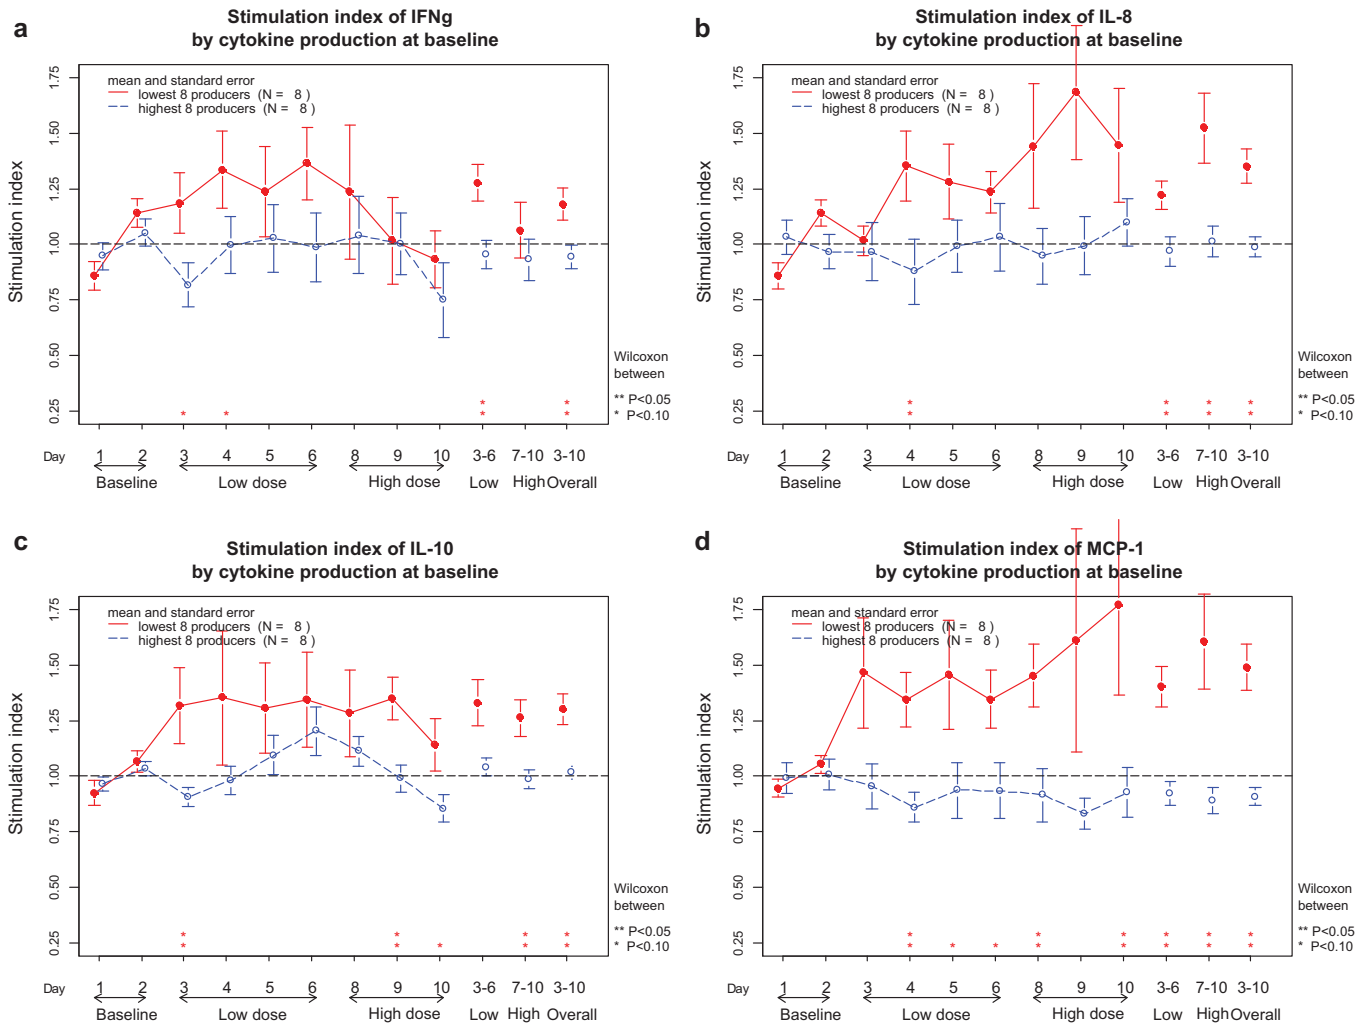 a
Stimulation index of IFNg
by cytokine production at baseline
mean and standard error
lowest 8 producers (N = 8 )
highest 8 producers (N = 8 )
Stimulation index
1.75
1.50
1.25
1.00
0.75
0.50
0.25
Wilcoxon
between
** P<0.05
* P<0.10
* * * * * *
Day 1 2 3 4 5 6 8 9 10 3-6 7-10 3-10
Baseline Low dose High dose Low High Overall
b
Stimulation index of IL-8
by cytokine production at baseline
mean and standard error
lowest 8 producers (N = 8 )
highest 8 producers (N = 8 )
Stimulation index
1.75
1.50
1.25
1.00
0.75
0.50
0.25
Wilcoxon
between
** P<0.05
* P<0.10
* * * * * * * *
Day 1 2 3 4 5 6 8 9 10 3-6 7-10 3-10
Baseline Low dose High dose Low High Overall
c
Stimulation index of IL-10
by cytokine production at baseline
mean and standard error
lowest 8 producers (N = 8 )
highest 8 producers (N = 8 )
Stimulation index
1.75
1.50
1.25
1.00
0.75
0.50
0.25
Wilcoxon
between
** P<0.05
* P<0.10
* * * * * * * * *
Day 1 2 3 4 5 6 8 9 10 3-6 7-10 3-10
Baseline Low dose High dose Low High Overall
d
Stimulation index of MCP-1
by cytokine production at baseline
mean and standard error
lowest 8 producers (N = 8 )
highest 8 producers (N = 8 )
Stimulation index
1.75
1.50
1.25
1.00
0.75
0.50
0.25
Wilcoxon
between
** P<0.05
* P<0.10
* * * * * * * * * * * * * *
Day 1 2 3 4 5 6 8 9 10 3-6 7-10 3-10
Baseline Low dose High dose Low High Overall